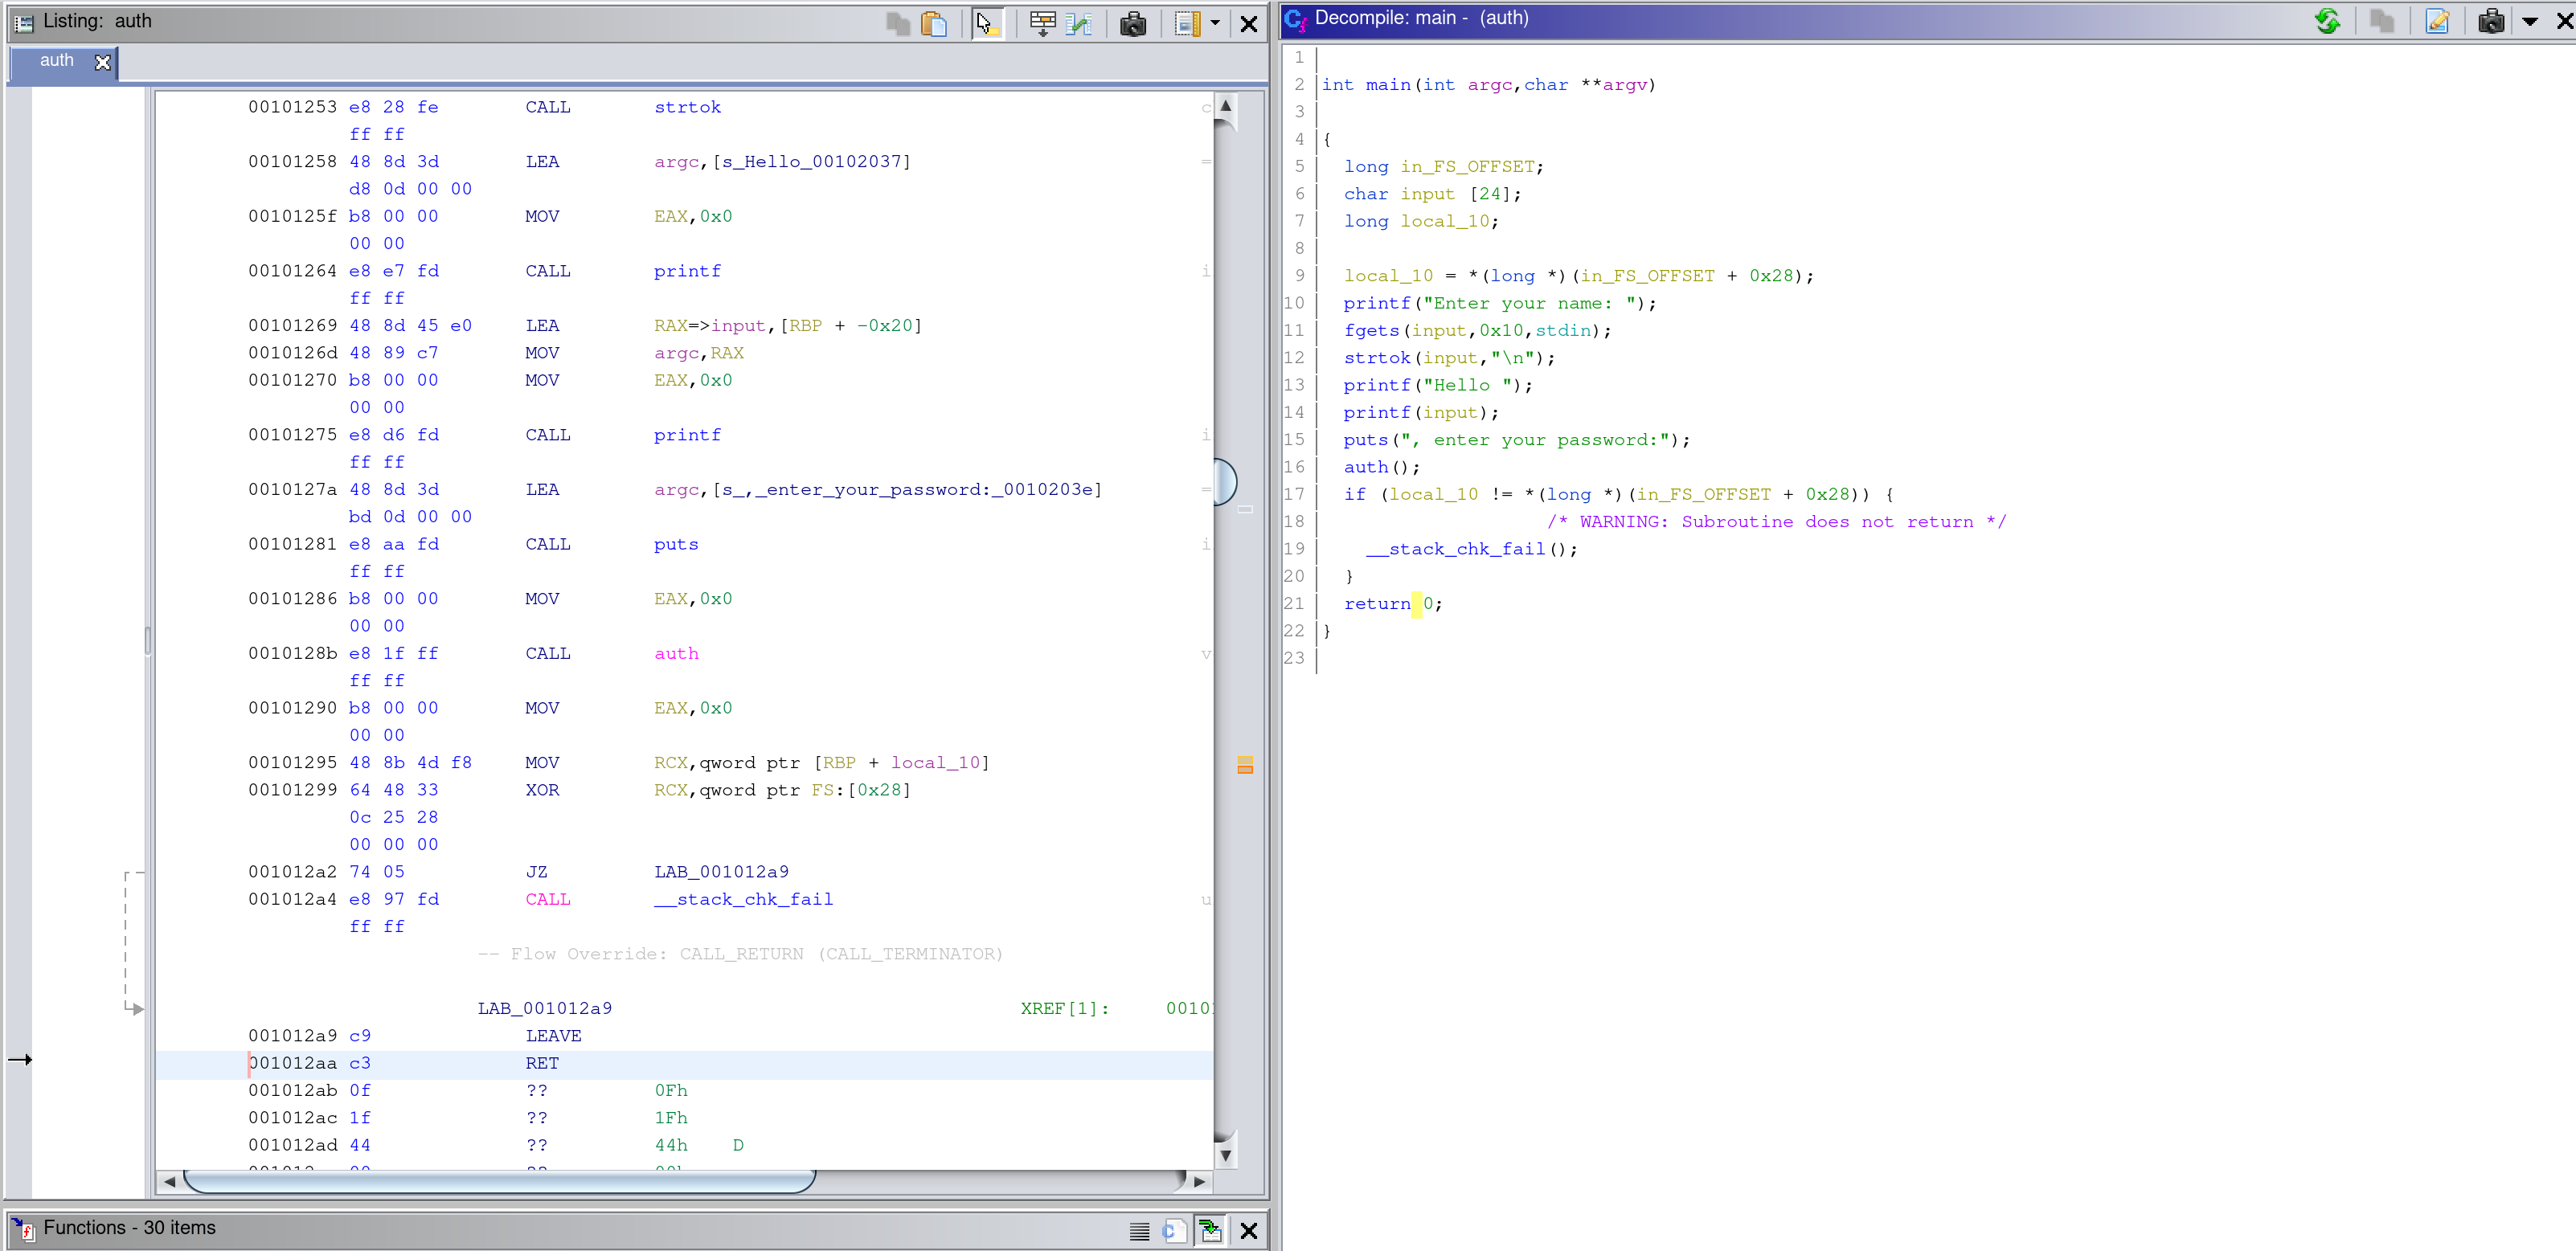 Listing: auth
auth
00101253 e8 28 fe CALL strtok c
ff ff
00101258 48 8d 3d LEA argc,[s_Hello_00102037] =
d8 0d 00 00
0010125f b8 00 00 MOV EAX,0x0
00 00
00101264 e8 e7 fd CALL printf i
ff ff
00101269 48 8d 45 e0 LEA RAX=>input,[RBP + -0x20]
0010126d 48 89 c7 MOV argc,RAX
00101270 b8 00 00 MOV EAX,0x0
00 00
00101275 e8 d6 fd CALL printf i
ff ff
0010127a 48 8d 3d LEA argc,[s_,_enter_your_password:_0010203e] =
bd 0d 00 00
00101281 e8 aa fd CALL puts i
ff ff
00101286 b8 00 00 MOV EAX,0x0
00 00
0010128b e8 1f ff CALL auth v
ff ff
00101290 b8 00 00 MOV EAX,0x0
00 00
00101295 48 8b 4d f8 MOV RCX,qword ptr [RBP + local_10]
00101299 64 48 33 XOR RCX,qword ptr FS:[0x28]
0c 25 28
00 00 00
001012a2 74 05 JZ LAB_001012a9
001012a4 e8 97 fd CALL __stack_chk_fail u
ff ff
-- Flow Override: CALL_RETURN (CALL_TERMINATOR)
LAB_001012a9 XREF[1]: 0010
001012a9 c9 LEAVE
001012aa c3 RET
001012ab 0f ?? 0Fh
001012ac 1f ?? 1Fh
001012ad 44 ?? 44h D
Functions - 30 items
Decompile: main - (auth)
1
2 int main(int argc,char **argv)
3
4 {
5 long in_FS_OFFSET;
6 char input [24];
7 long local_10;
8
9 local_10 = *(long *)(in_FS_OFFSET + 0x28);
10 printf("Enter your name: ");
11 fgets(input,0x10,stdin);
12 strtok(input,"\n");
13 printf("Hello ");
14 printf(input);
15 puts(", enter your password:");
16 auth();
17 if (local_10 != *(long *)(in_FS_OFFSET + 0x28)) {
18 /* WARNING: Subroutine does not return */
19 __stack_chk_fail();
20 }
21 return 0;
22 }
23